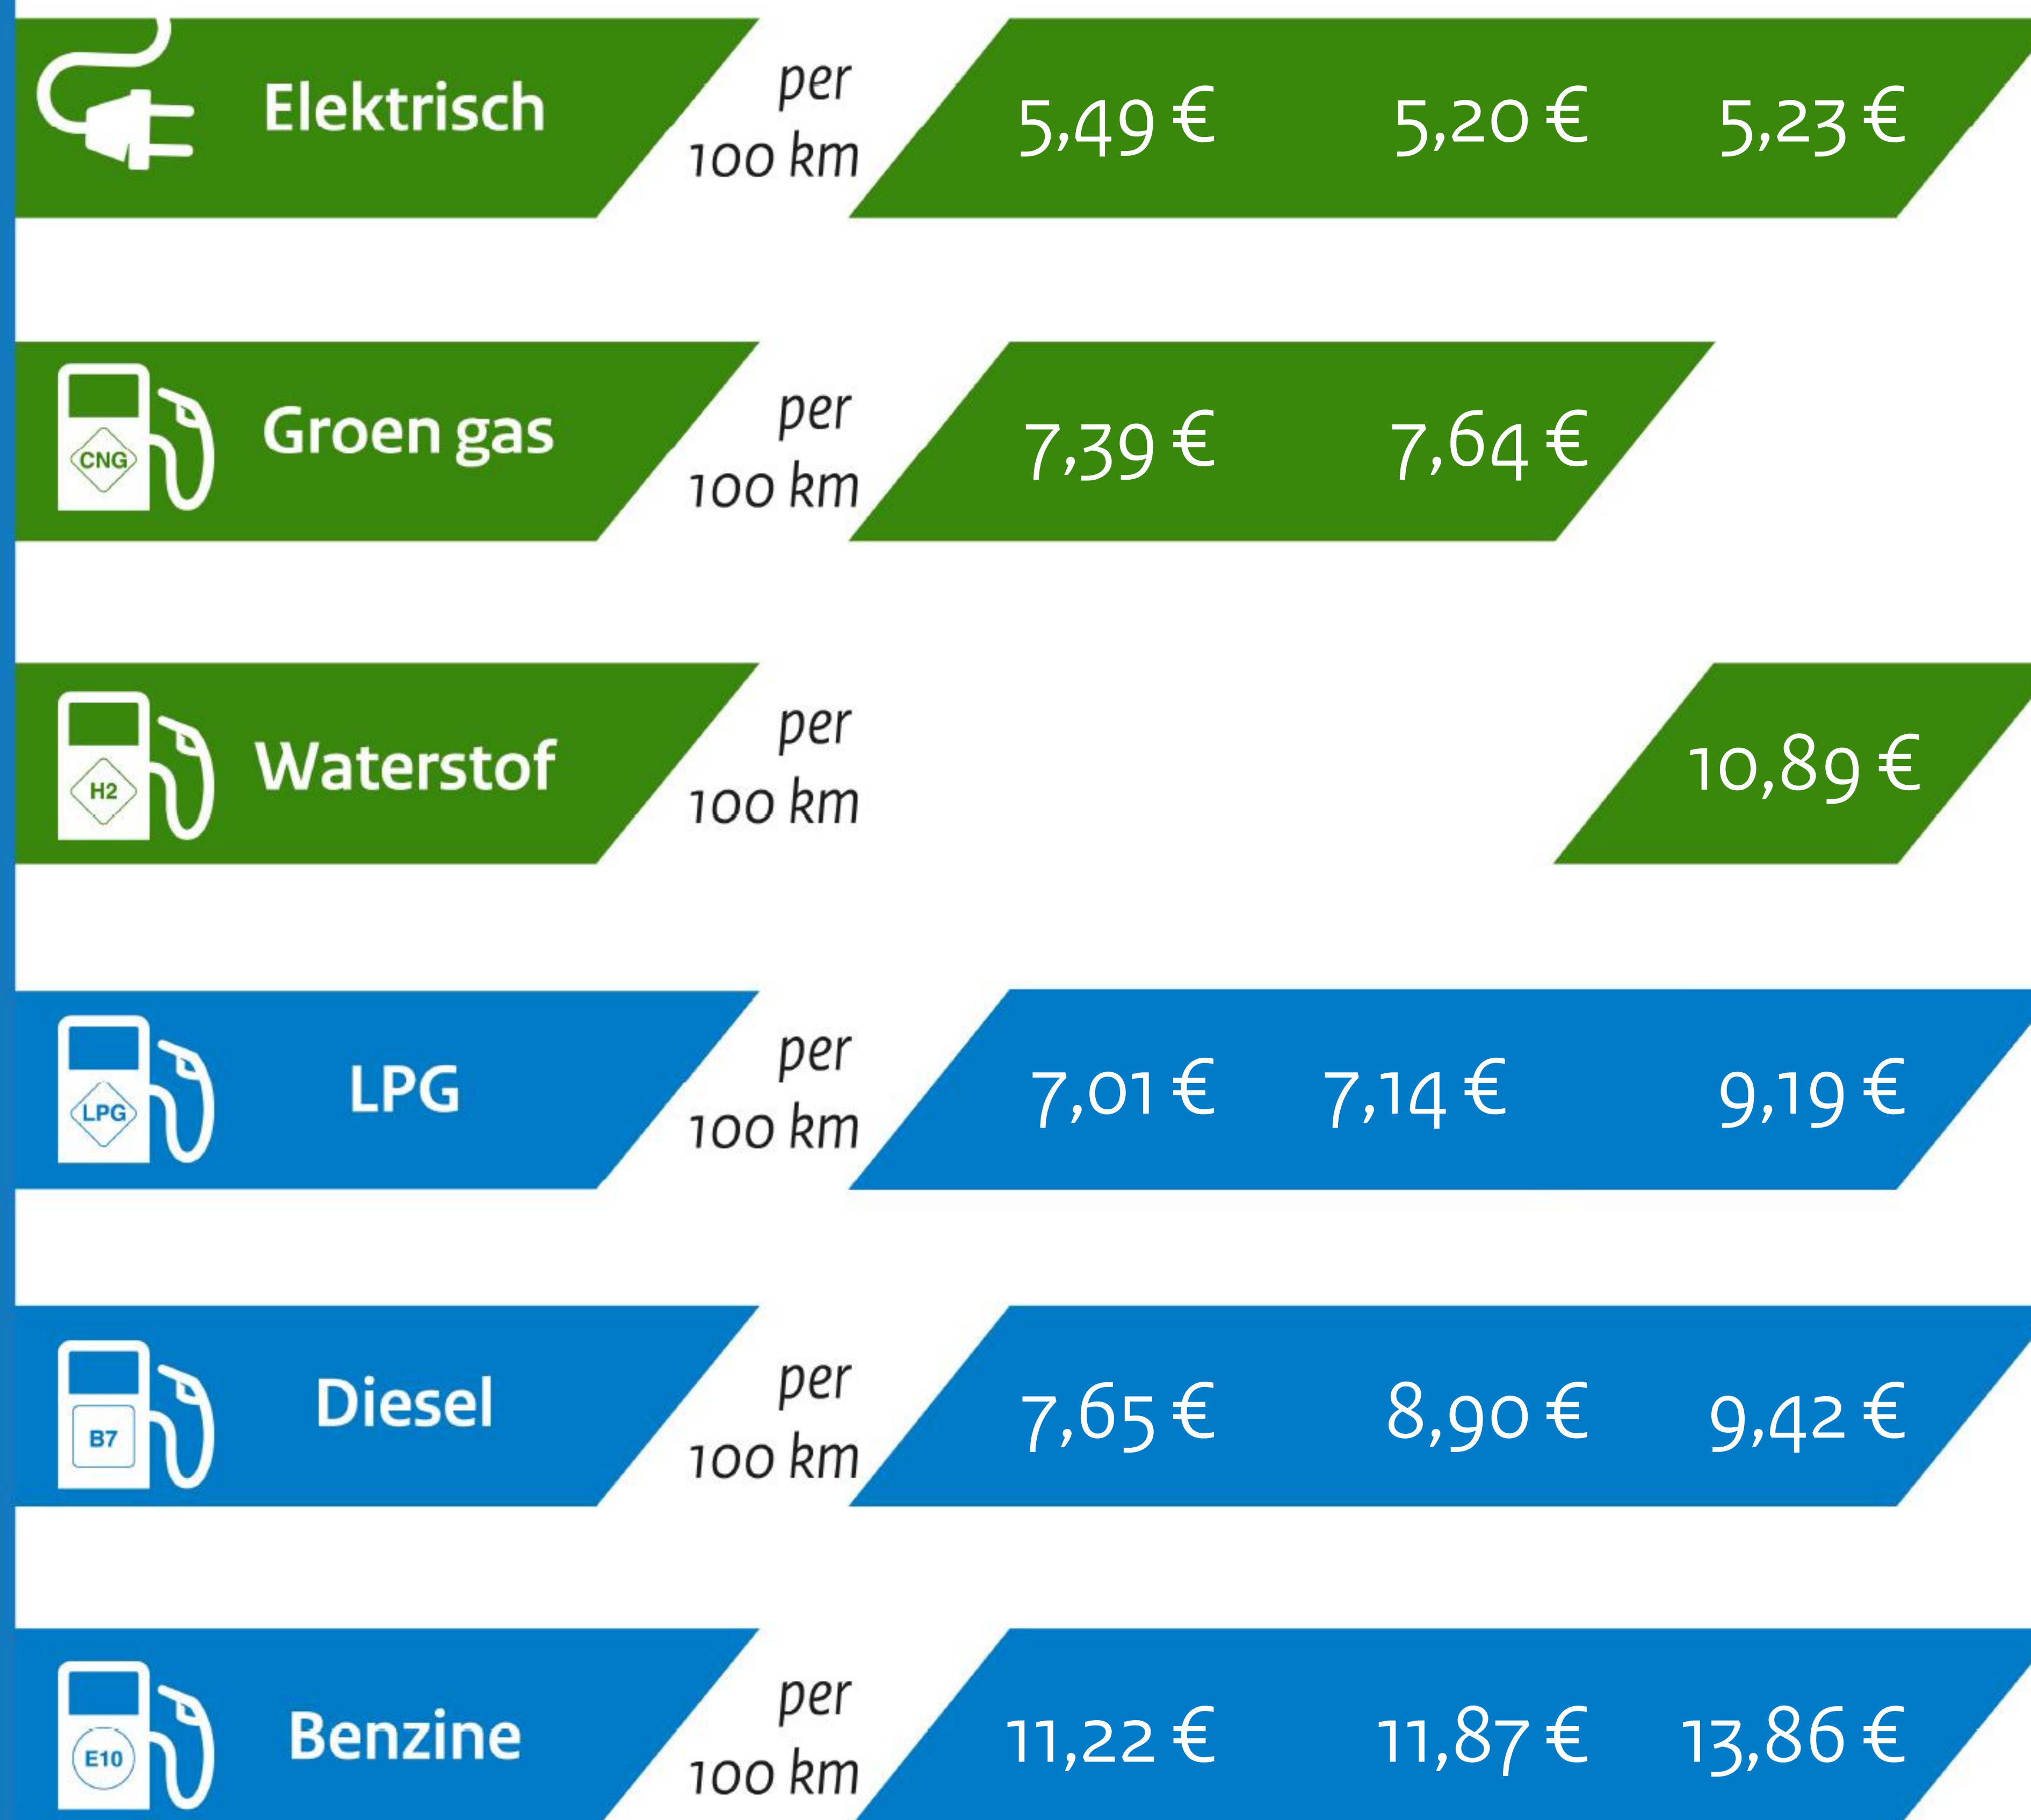 Elektrisch
per
100 km
5,49 € 5,20 € 5,23 €
CNG
Groen gas
per
100 km
7,39 € 7,64 €
H2
Waterstof
per
100 km
10,89 €
LPG
LPG
per
100 km
7,01 € 7,14 € 9,19 €
B7
Diesel
per
100 km
7,65 € 8,90 € 9,42 €
E10
Benzine
per
100 km
11,22 € 11,87 € 13,86 €